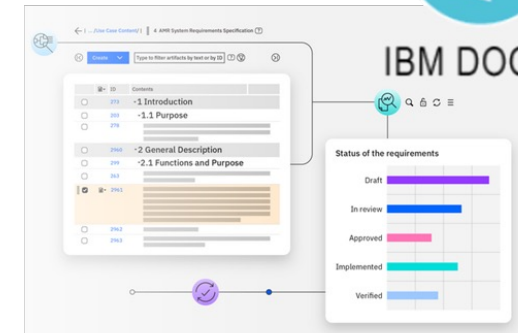 (.../Use Case Content/) 4 AMR System Requirements Specification
Create
Type to filter artifacts by text or by ID
IBM DOO
ID Contents
273 -1 Introduction
203 -1.1 Purpose
274
2960 -2 General Description
299 -2.1 Functions and Purpose
263
2961
2962
2963
Status of the requirements
Draft
In review
Approved
Implemented
Verified